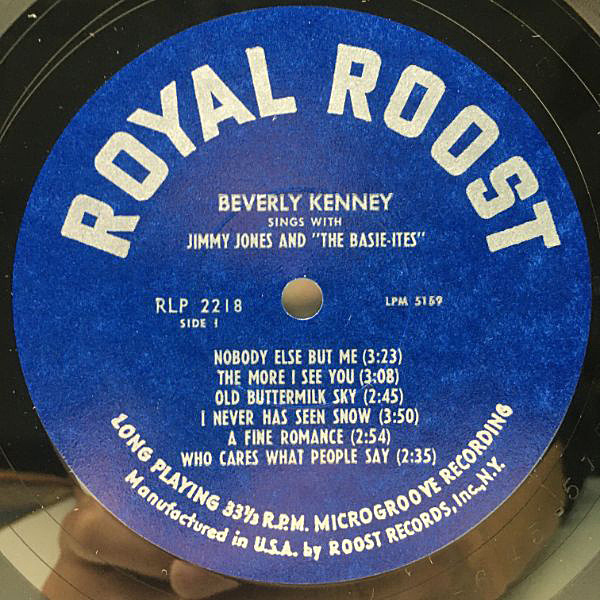 ROYAL ROOST
BEVERLY KENNEY
SINGS WITH
JIMMY JONES AND "THE BASIE-ITES"
RLP 2218
SIDE 1
LPM 5159
NOBODY ELSE BUT ME (3:23)
THE MORE I SEE YOU (3:08)
OLD BUTTERMILK SKY (2:45)
I NEVER HAS SEEN SNOW (3:50)
A FINE ROMANCE (2:54)
WHO CARES WHAT PEOPLE SAY (2:35)
LONG PLAYING 33⅓ R.P.M. MICROGROOVE RECORDING
Manufactured in U.S.A. by ROOST RECORDS, Inc., N.Y.